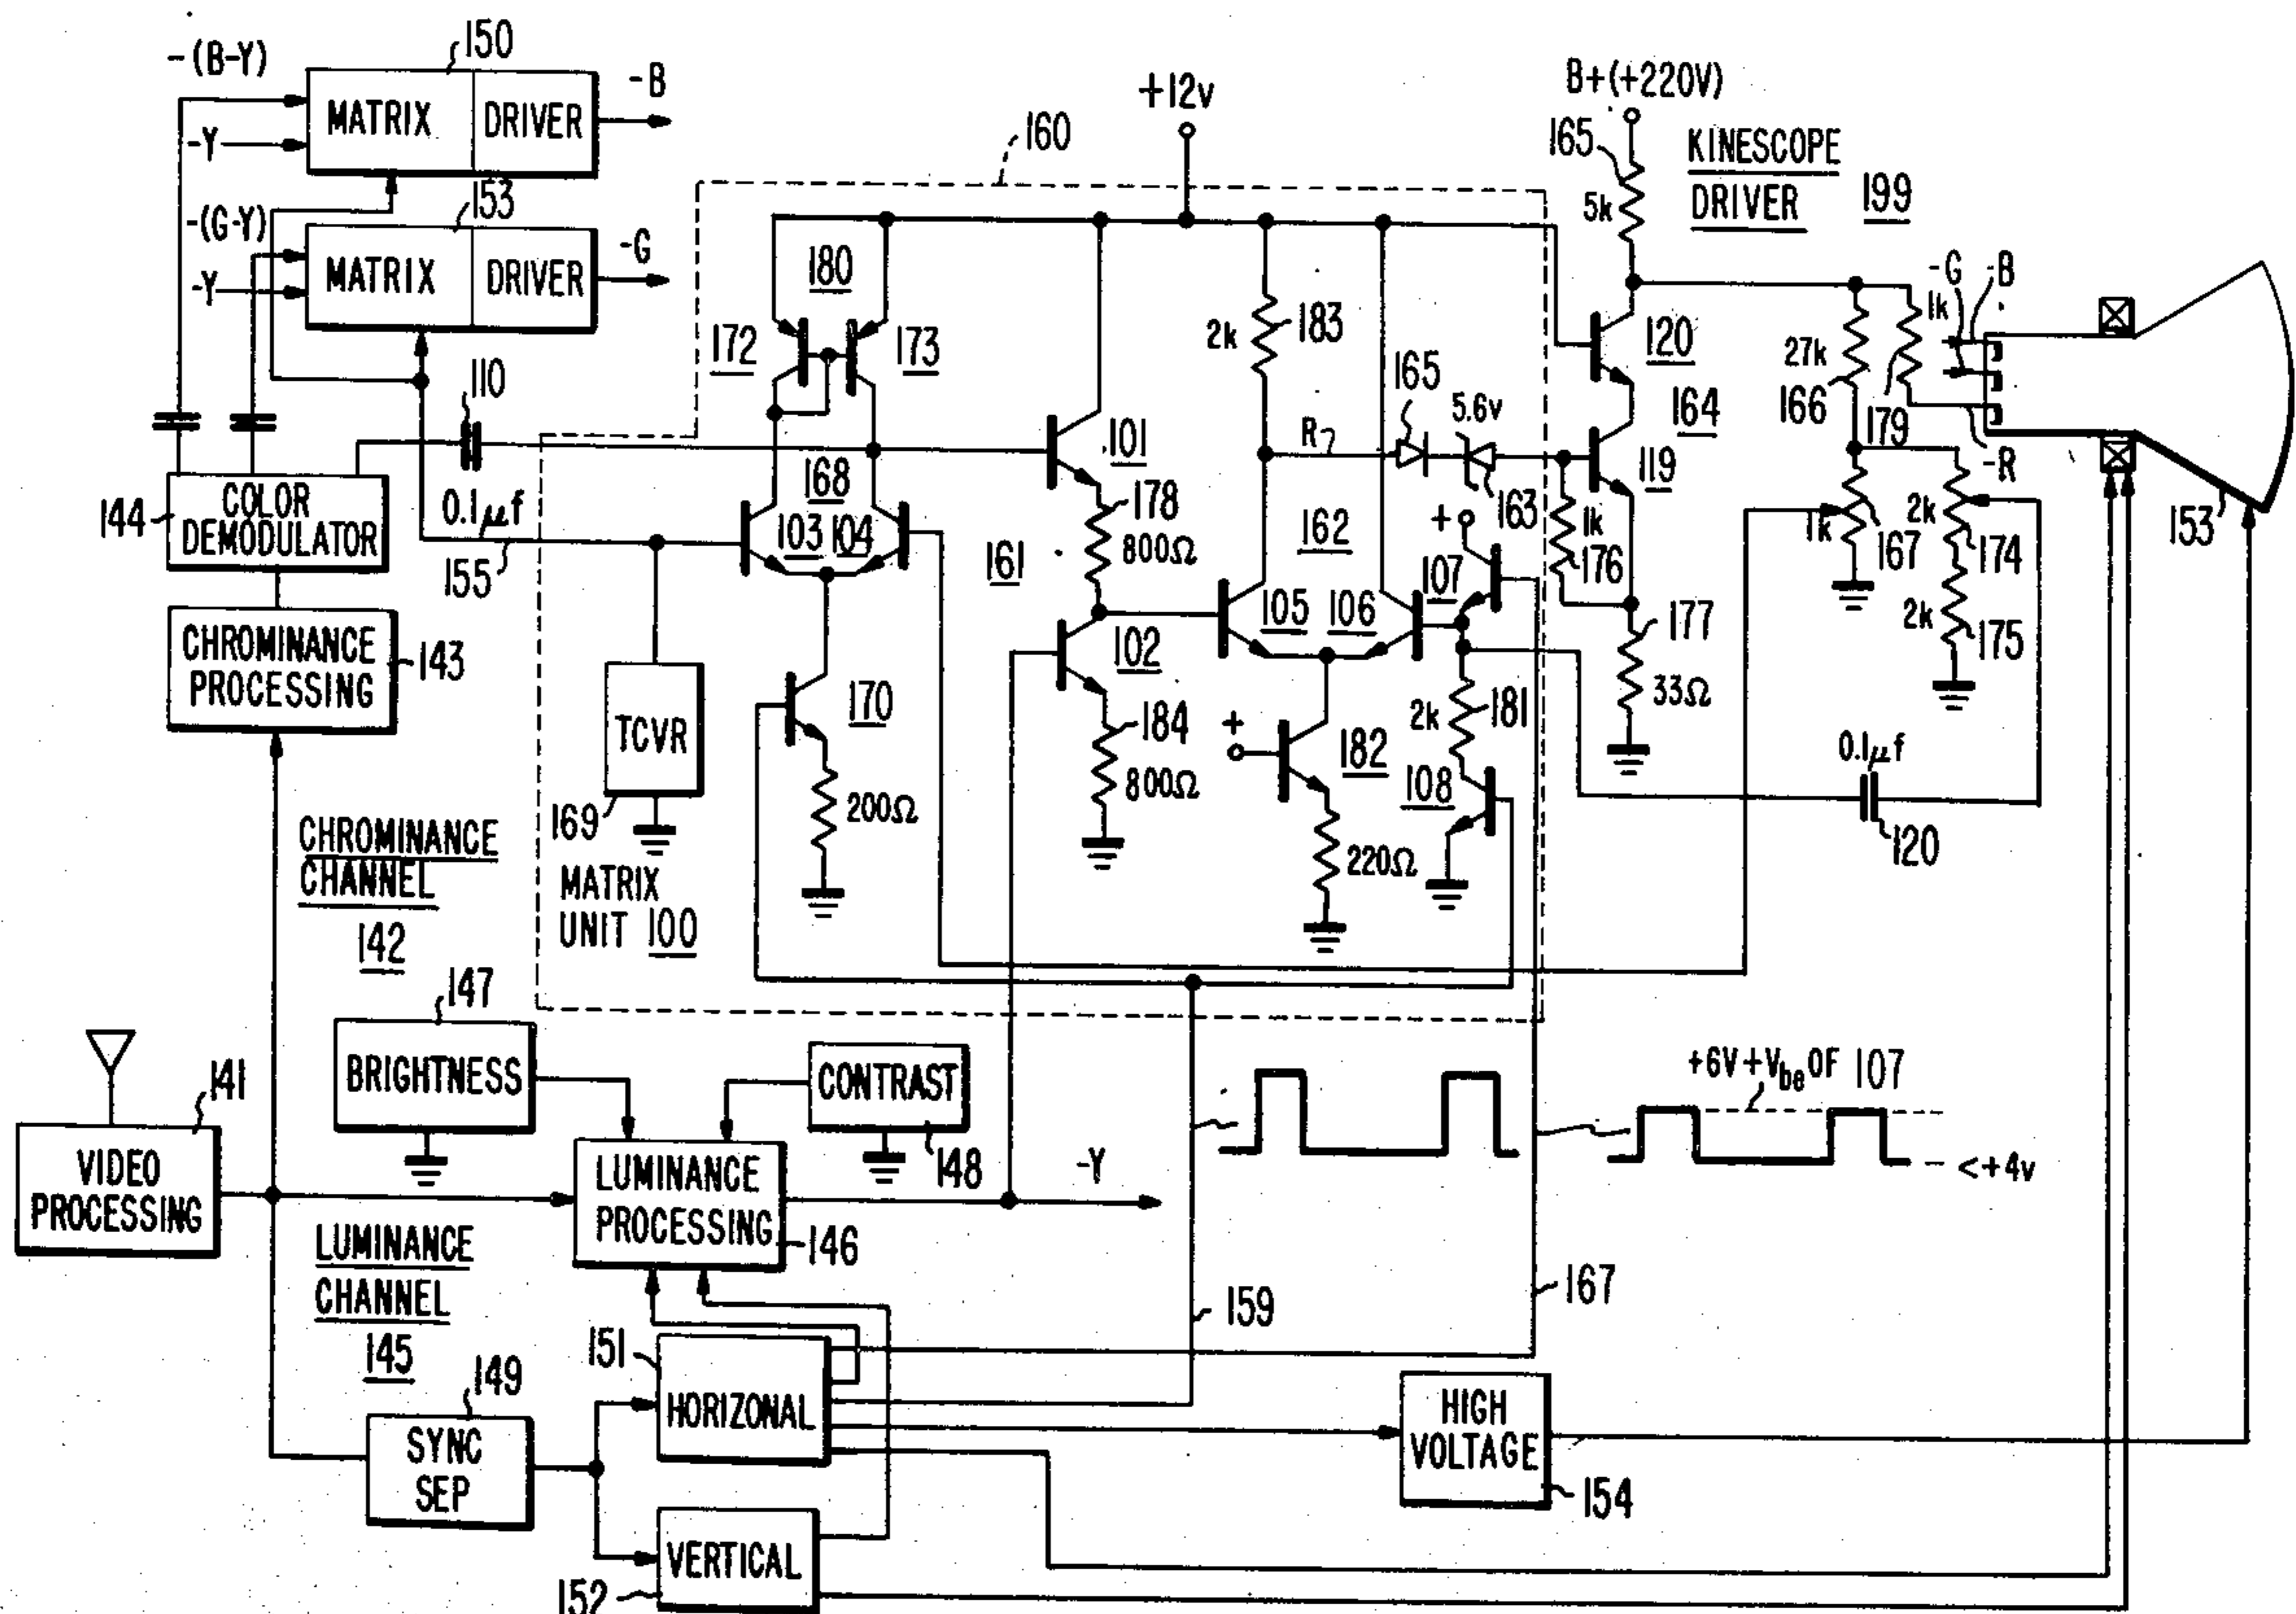 150
-(B-Y)
-Y
MATRIX
DRIVER
-B
153
-(G-Y)
-Y
MATRIX
DRIVER
-G
+12v
160
B+(+220V)
165
5k
KINESCOPE
DRIVER
199
180
172
173
110
2k
183
165
5.6v
R
120
164
119
163
27k
166
1k
179
-G
-B
-R
153
101
178
800Ω
161
168
103
104
144
COLOR
DEMODULATOR
0.1μf
155
162
105
106
107
+
1k
176
177
33Ω
1k
167
2k
174
2k
175
CHROMINANCE
PROCESSING
143
TCVR
169
170
200Ω
102
184
800Ω
+
182
220Ω
2k
181
108
0.1μf
120
CHROMINANCE
CHANNEL
142
MATRIX
UNIT 100
147
BRIGHTNESS
CONTRAST
148
+6V+Vbe OF 107
<+4v
141
VIDEO
PROCESSING
LUMINANCE
PROCESSING
146
-Y
LUMINANCE
CHANNEL
145
159
167
149
SYNC
SEP
151
HORIZONAL
HIGH
VOLTAGE
154
VERTICAL
152